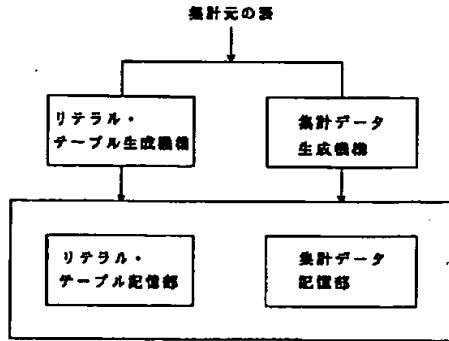 集計元の表
リテラル・
テーブル生成機構
集計データ
生成機構
リテラル・
テーブル記憶部
集計データ
記憶部